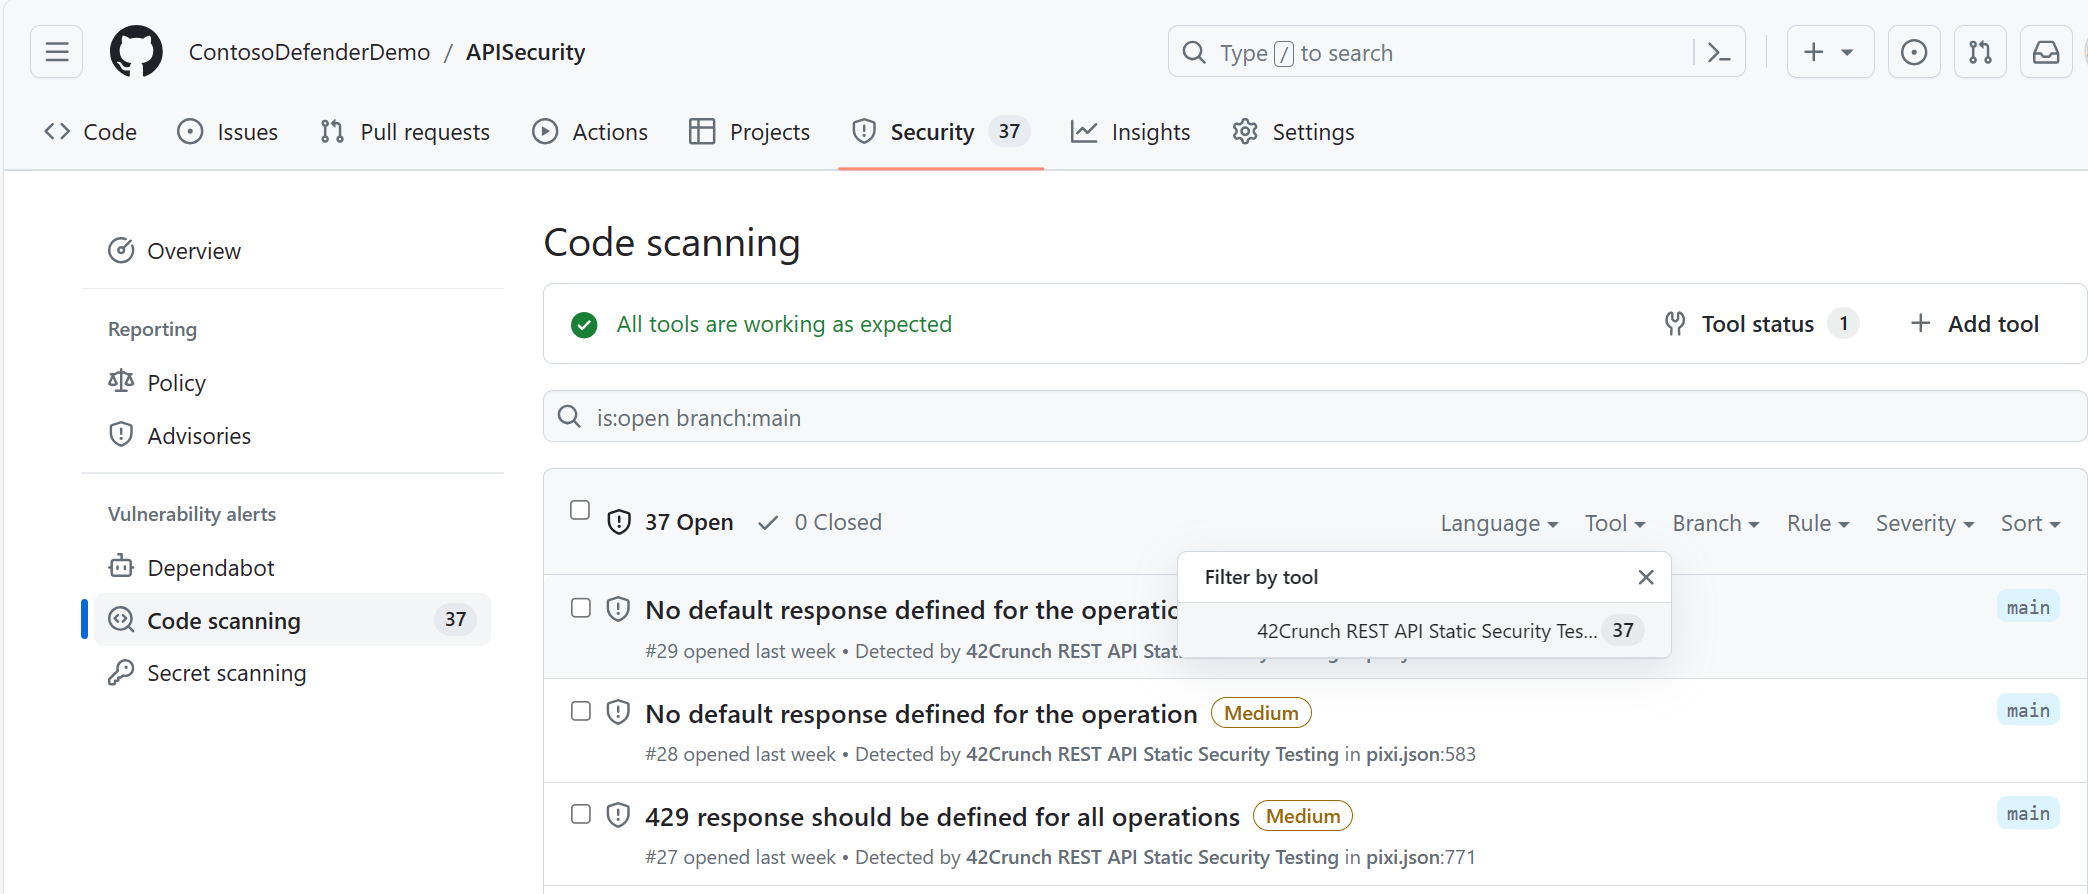 ContosoDefenderDemo / APISecurity
Type / to search
Code Issues Pull requests Actions Projects Security 37 Insights Settings
Overview
Reporting
Policy
Advisories
Vulnerability alerts
Dependabot
Code scanning 37
Secret scanning
Code scanning
All tools are working as expected Tool status 1 Add tool
is:open branch:main
37 Open 0 Closed Language Tool Branch Rule Severity Sort
Filter by tool
42Crunch REST API Static Security Tes... 37
No default response defined for the operatio main
#29 opened last week • Detected by 42Crunch REST API Stat
No default response defined for the operation Medium main
#28 opened last week • Detected by 42Crunch REST API Static Security Testing in pixi.json:583
429 response should be defined for all operations Medium main
#27 opened last week • Detected by 42Crunch REST API Static Security Testing in pixi.json:771